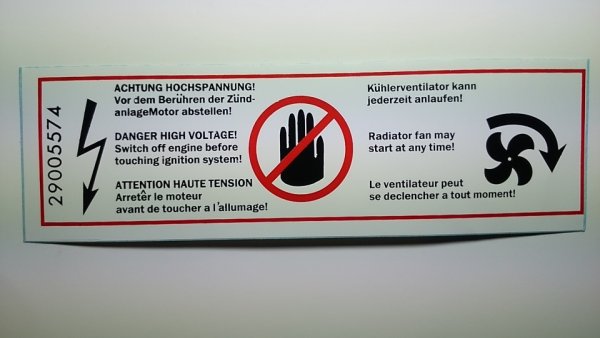 29005574
ACHTUNG HOCHSPANNUNG!
Vor dem Berühren der Zünd-
anlageMotor abstellen!
DANGER HIGH VOLTAGE!
Switch off engine before
touching ignition system!
ATTENTION HAUTE TENSION
Arretêr le moteur
avant de toucher a l'allumage!
Kühlerventilator kann
jederzeit anlaufen!
Radiator fan may
start at any time!
Le ventilateur peut
se declencher a tout moment!